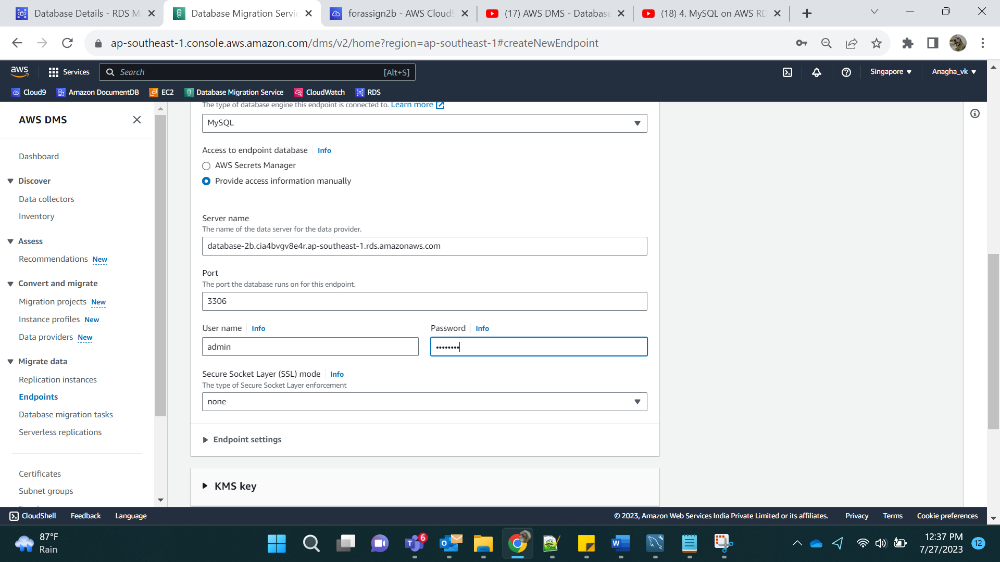 Database Details - RDS M
Database Migration Servic
forassign2b - AWS Cloud
(17) AWS DMS - Database
(18) 4. MySQL on AWS RD
ap-southeast-1.console.aws.amazon.com/dms/v2/home?region=ap-southeast-1#createNewEndpoint
aws
Services
Search
[Alt+S]
Singapore
Anagha_vk
Cloud9
Amazon DocumentDB
EC2
Database Migration Service
CloudWatch
RDS
AWS DMS
Dashboard
Discover
Data collectors
Inventory
Assess
Recommendations New
Convert and migrate
Migration projects New
Instance profiles New
Data providers New
Migrate data
Replication instances
Endpoints
Database migration tasks
Serverless replications
Certificates
Subnet groups
The type of database engine this endpoint is connected to. Learn more
MySQL
Access to endpoint database Info
AWS Secrets Manager
Provide access information manually
Server name
The name of the data server for the data provider.
database-2b.cia4bvgv8e4r.ap-southeast-1.rds.amazonaws.com
Port
The port the database runs on for this endpoint.
3306
User name Info
Password Info
admin
••••••••
Secure Socket Layer (SSL) mode Info
The type of Secure Socket Layer enforcement
none
Endpoint settings
KMS key
CloudShell
Feedback
Language
© 2023, Amazon Web Services India Private Limited or its affiliates.
Privacy
Terms
Cookie preferences
87°F
Rain
6
12:37 PM
7/27/2023
12